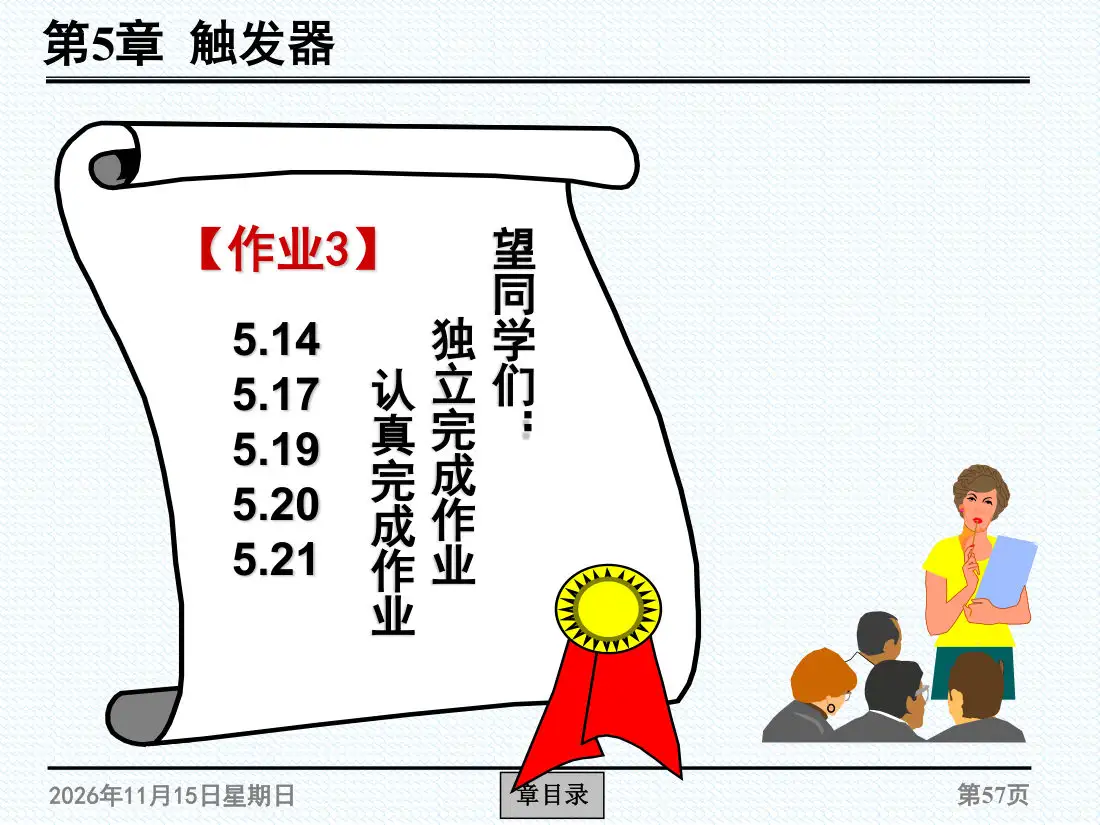 第5章 触发器
【作业3】
5.14
5.17
5.19
5.20
5.21
望同学们：
独立完成作业
认真完成作业
2026年11月15日星期日
章目录
第57页